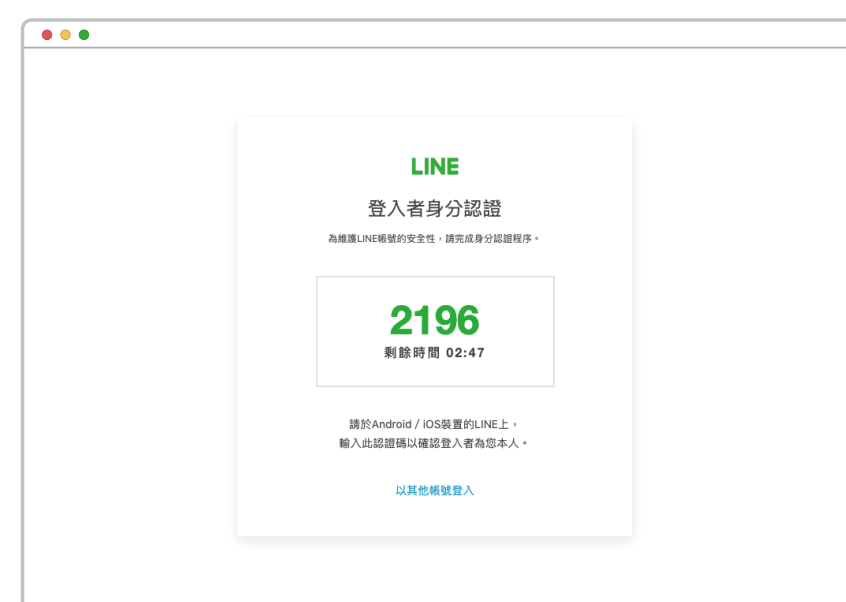 LINE
登入者身分認證
為維護LINE帳號的安全性，請完成身分認證程序。
2196
剩餘時間 02:47
請於Android / iOS裝置的LINE上，
輸入此認證碼以確認登入者為您本人。
以其他帳號登入